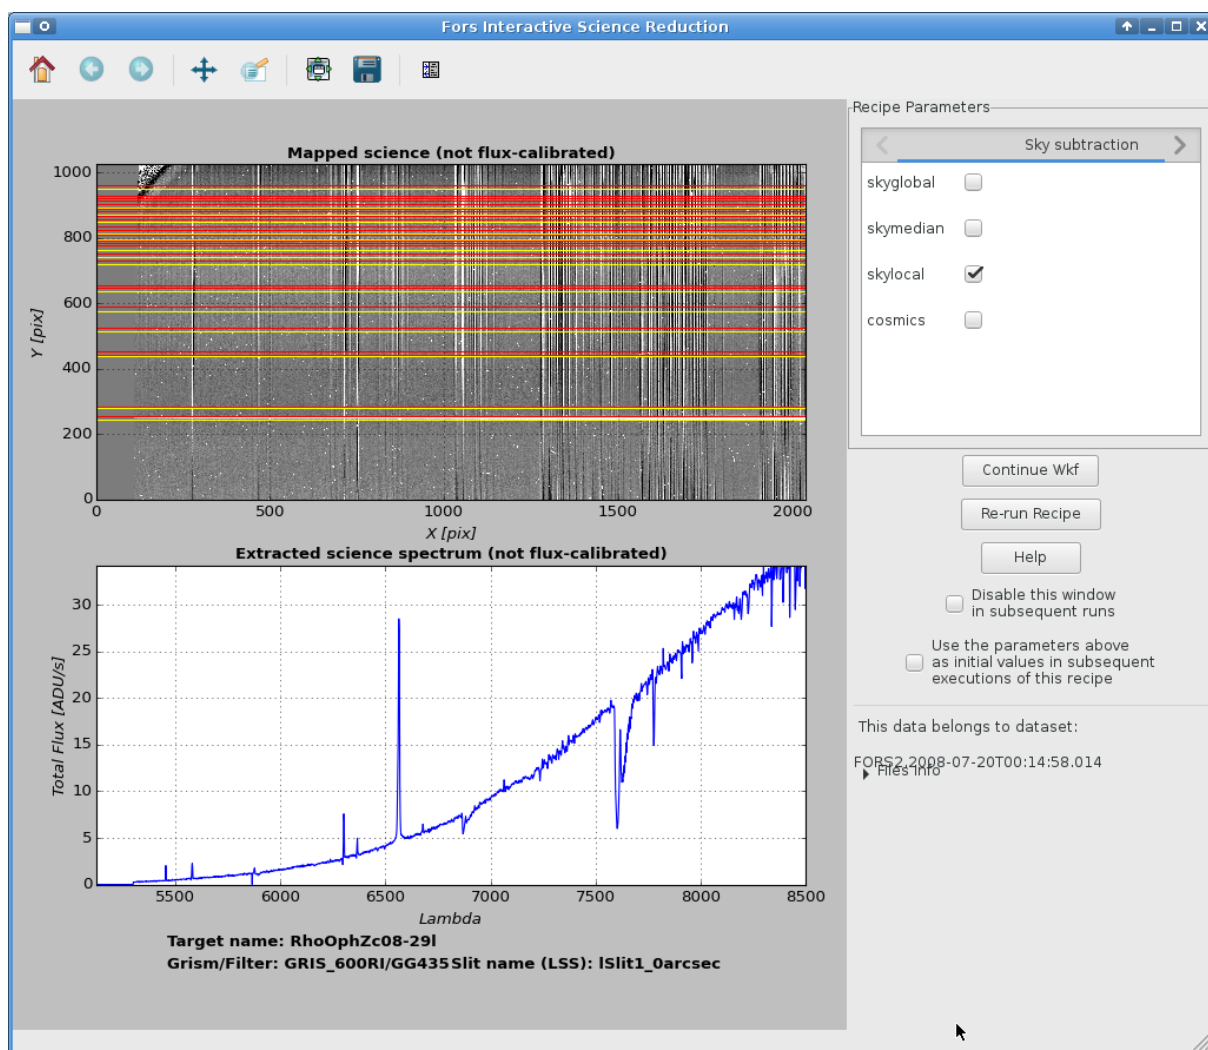 Fors Interactive Science Reduction
Recipe Parameters
Sky subtraction
skyglobal
skymedian
skylocal
cosmics
Continue Wkf
Re-run Recipe
Help
Disable this window
in subsequent runs
Use the parameters above
as initial values in subsequent
executions of this recipe
This data belongs to dataset:
FORS2.2008-07-20T00:14:58.014
Files info
Mapped science (not flux-calibrated)
1000
800
600
400
200
0
Y [pix]
0 500 1000 1500 2000
X [pix]
Extracted science spectrum (not flux-calibrated)
30
25
20
15
10
5
0
Total Flux [ADU/s]
5500 6000 6500 7000 7500 8000 8500
Lambda
Target name: RhoOphZc08-29l
Grism/Filter: GRIS_600RI/GG435Slit name (LSS): lSlit1_0arcsec